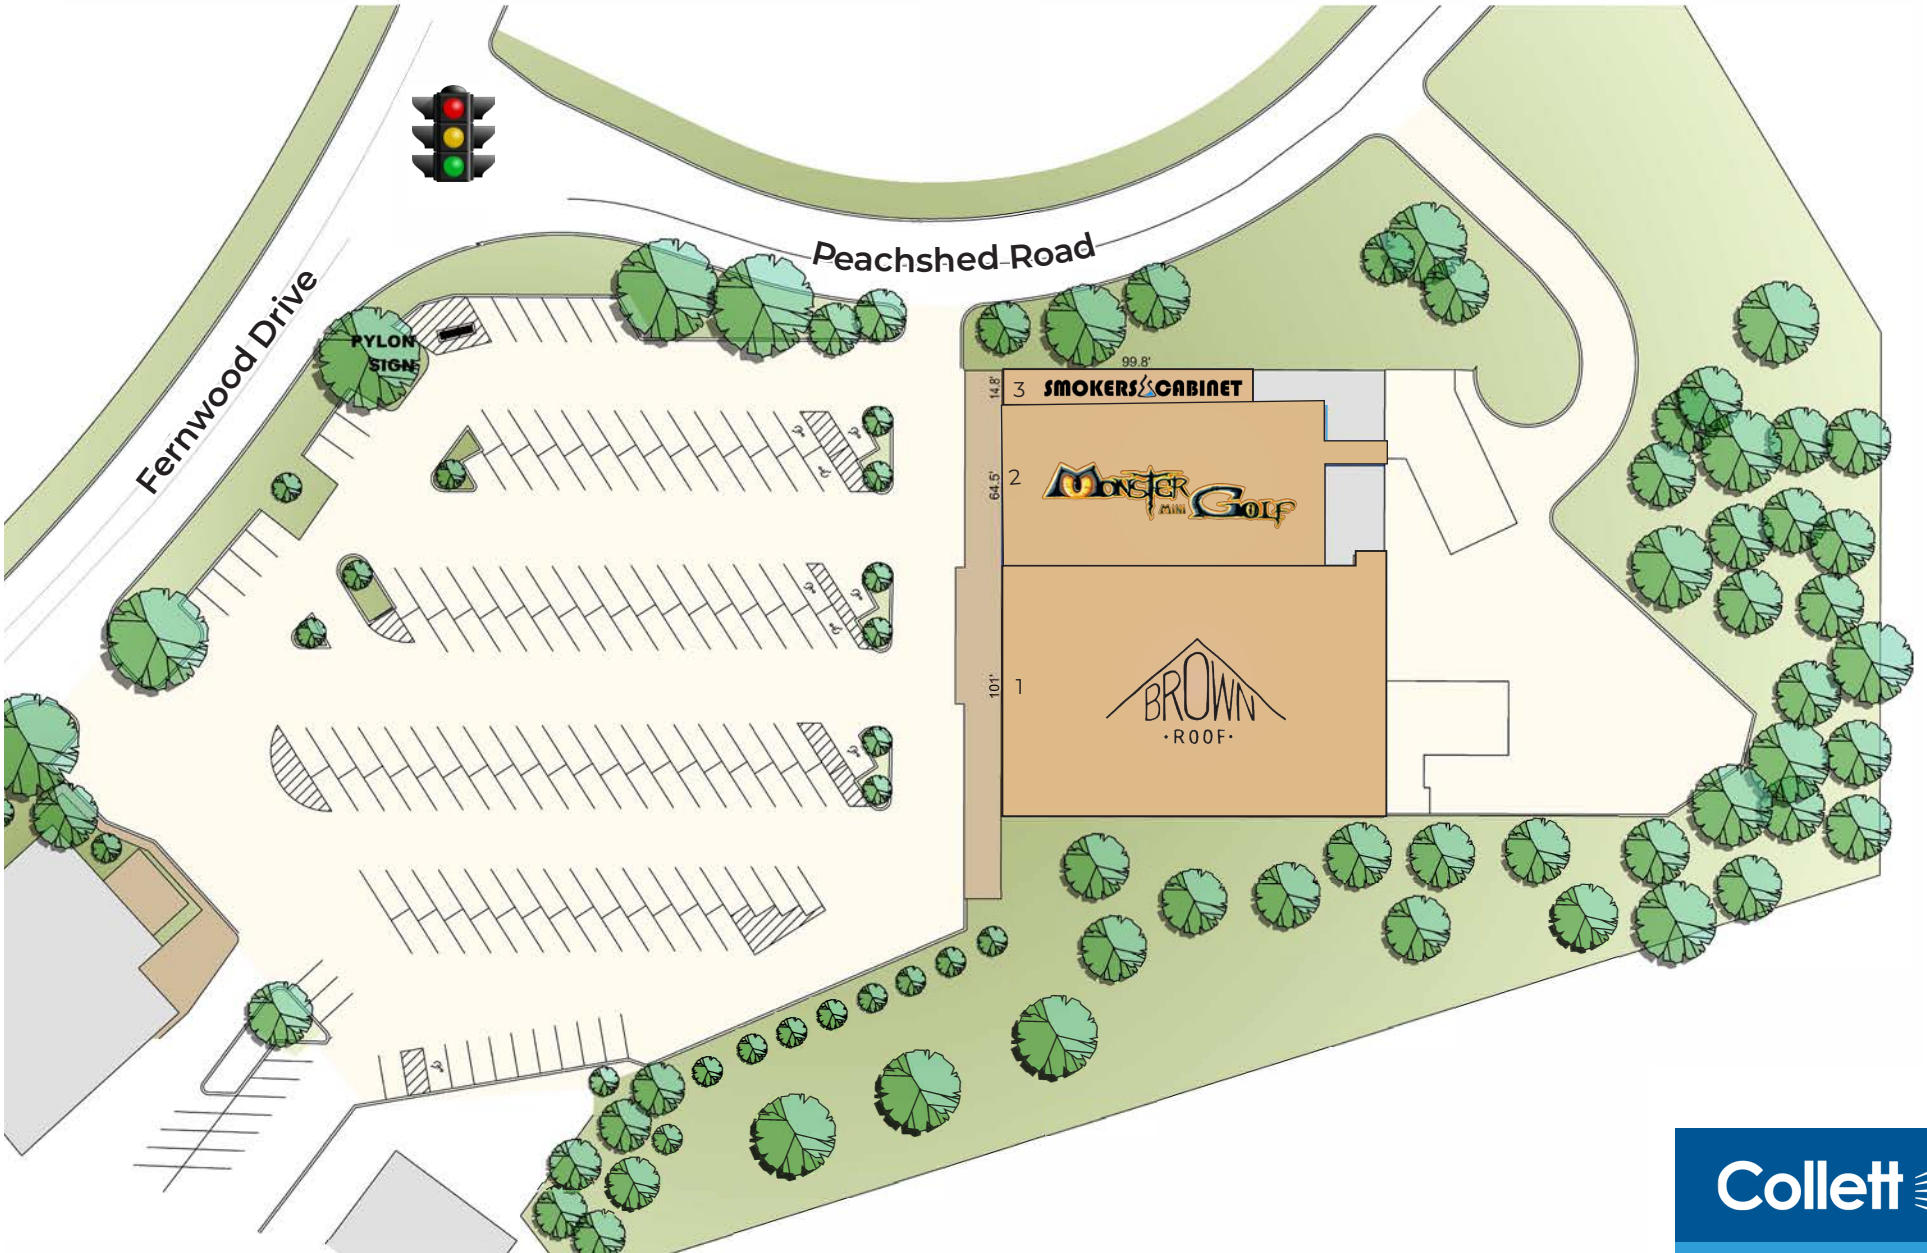 Peachshed Road
Fernwood Drive
PYLON
SIGN
99.8'
14.8'
3
SMOKERS CABINET
64.5'
2
MONSTER
MINI GOLF
101'
1
BROWN
·ROOF·
Collett